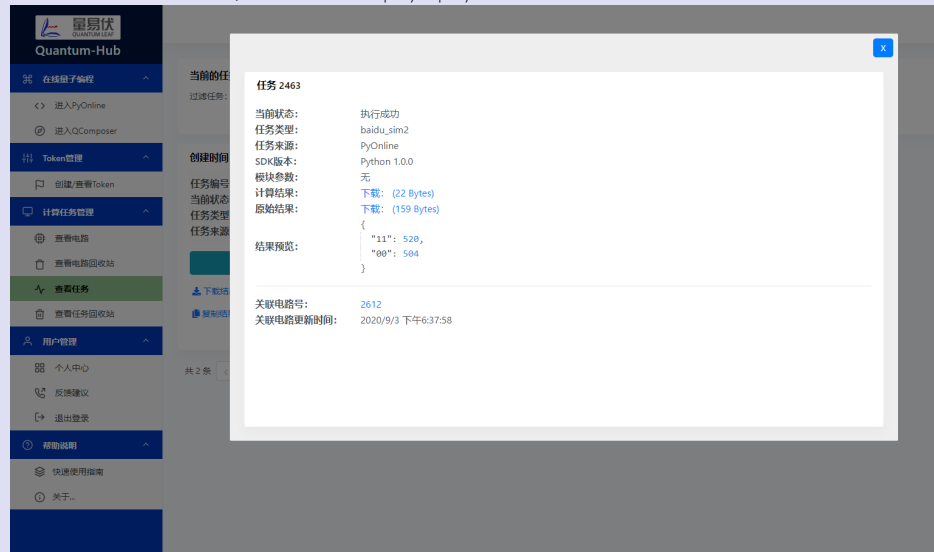 量易伏
QUANTUM LEAF
Quantum-Hub
在线量子编程
进入PyOnline
进入QComposer
Token管理
创建/查看Token
计算任务管理
查看电路
查看电路回收站
查看任务
查看任务回收站
用户管理
个人中心
反馈建议
退出登录
帮助说明
快速使用指南
关于...
当前的任
过滤任务:
创建时间
任务编号
当前状态
任务类型
任务来源
下载结
复制结
共 2 条
X
任务 2463
当前状态: 执行成功
任务类型: baidu_sim2
任务来源: PyOnline
SDK版本: Python 1.0.0
模块参数: 无
计算结果: 下载: (22 Bytes)
原始结果: 下载: (159 Bytes)
结果预览:
{
"11": 520,
"00": 504
}
关联电路号: 2612
关联电路更新时间: 2020/9/3 下午6:37:58